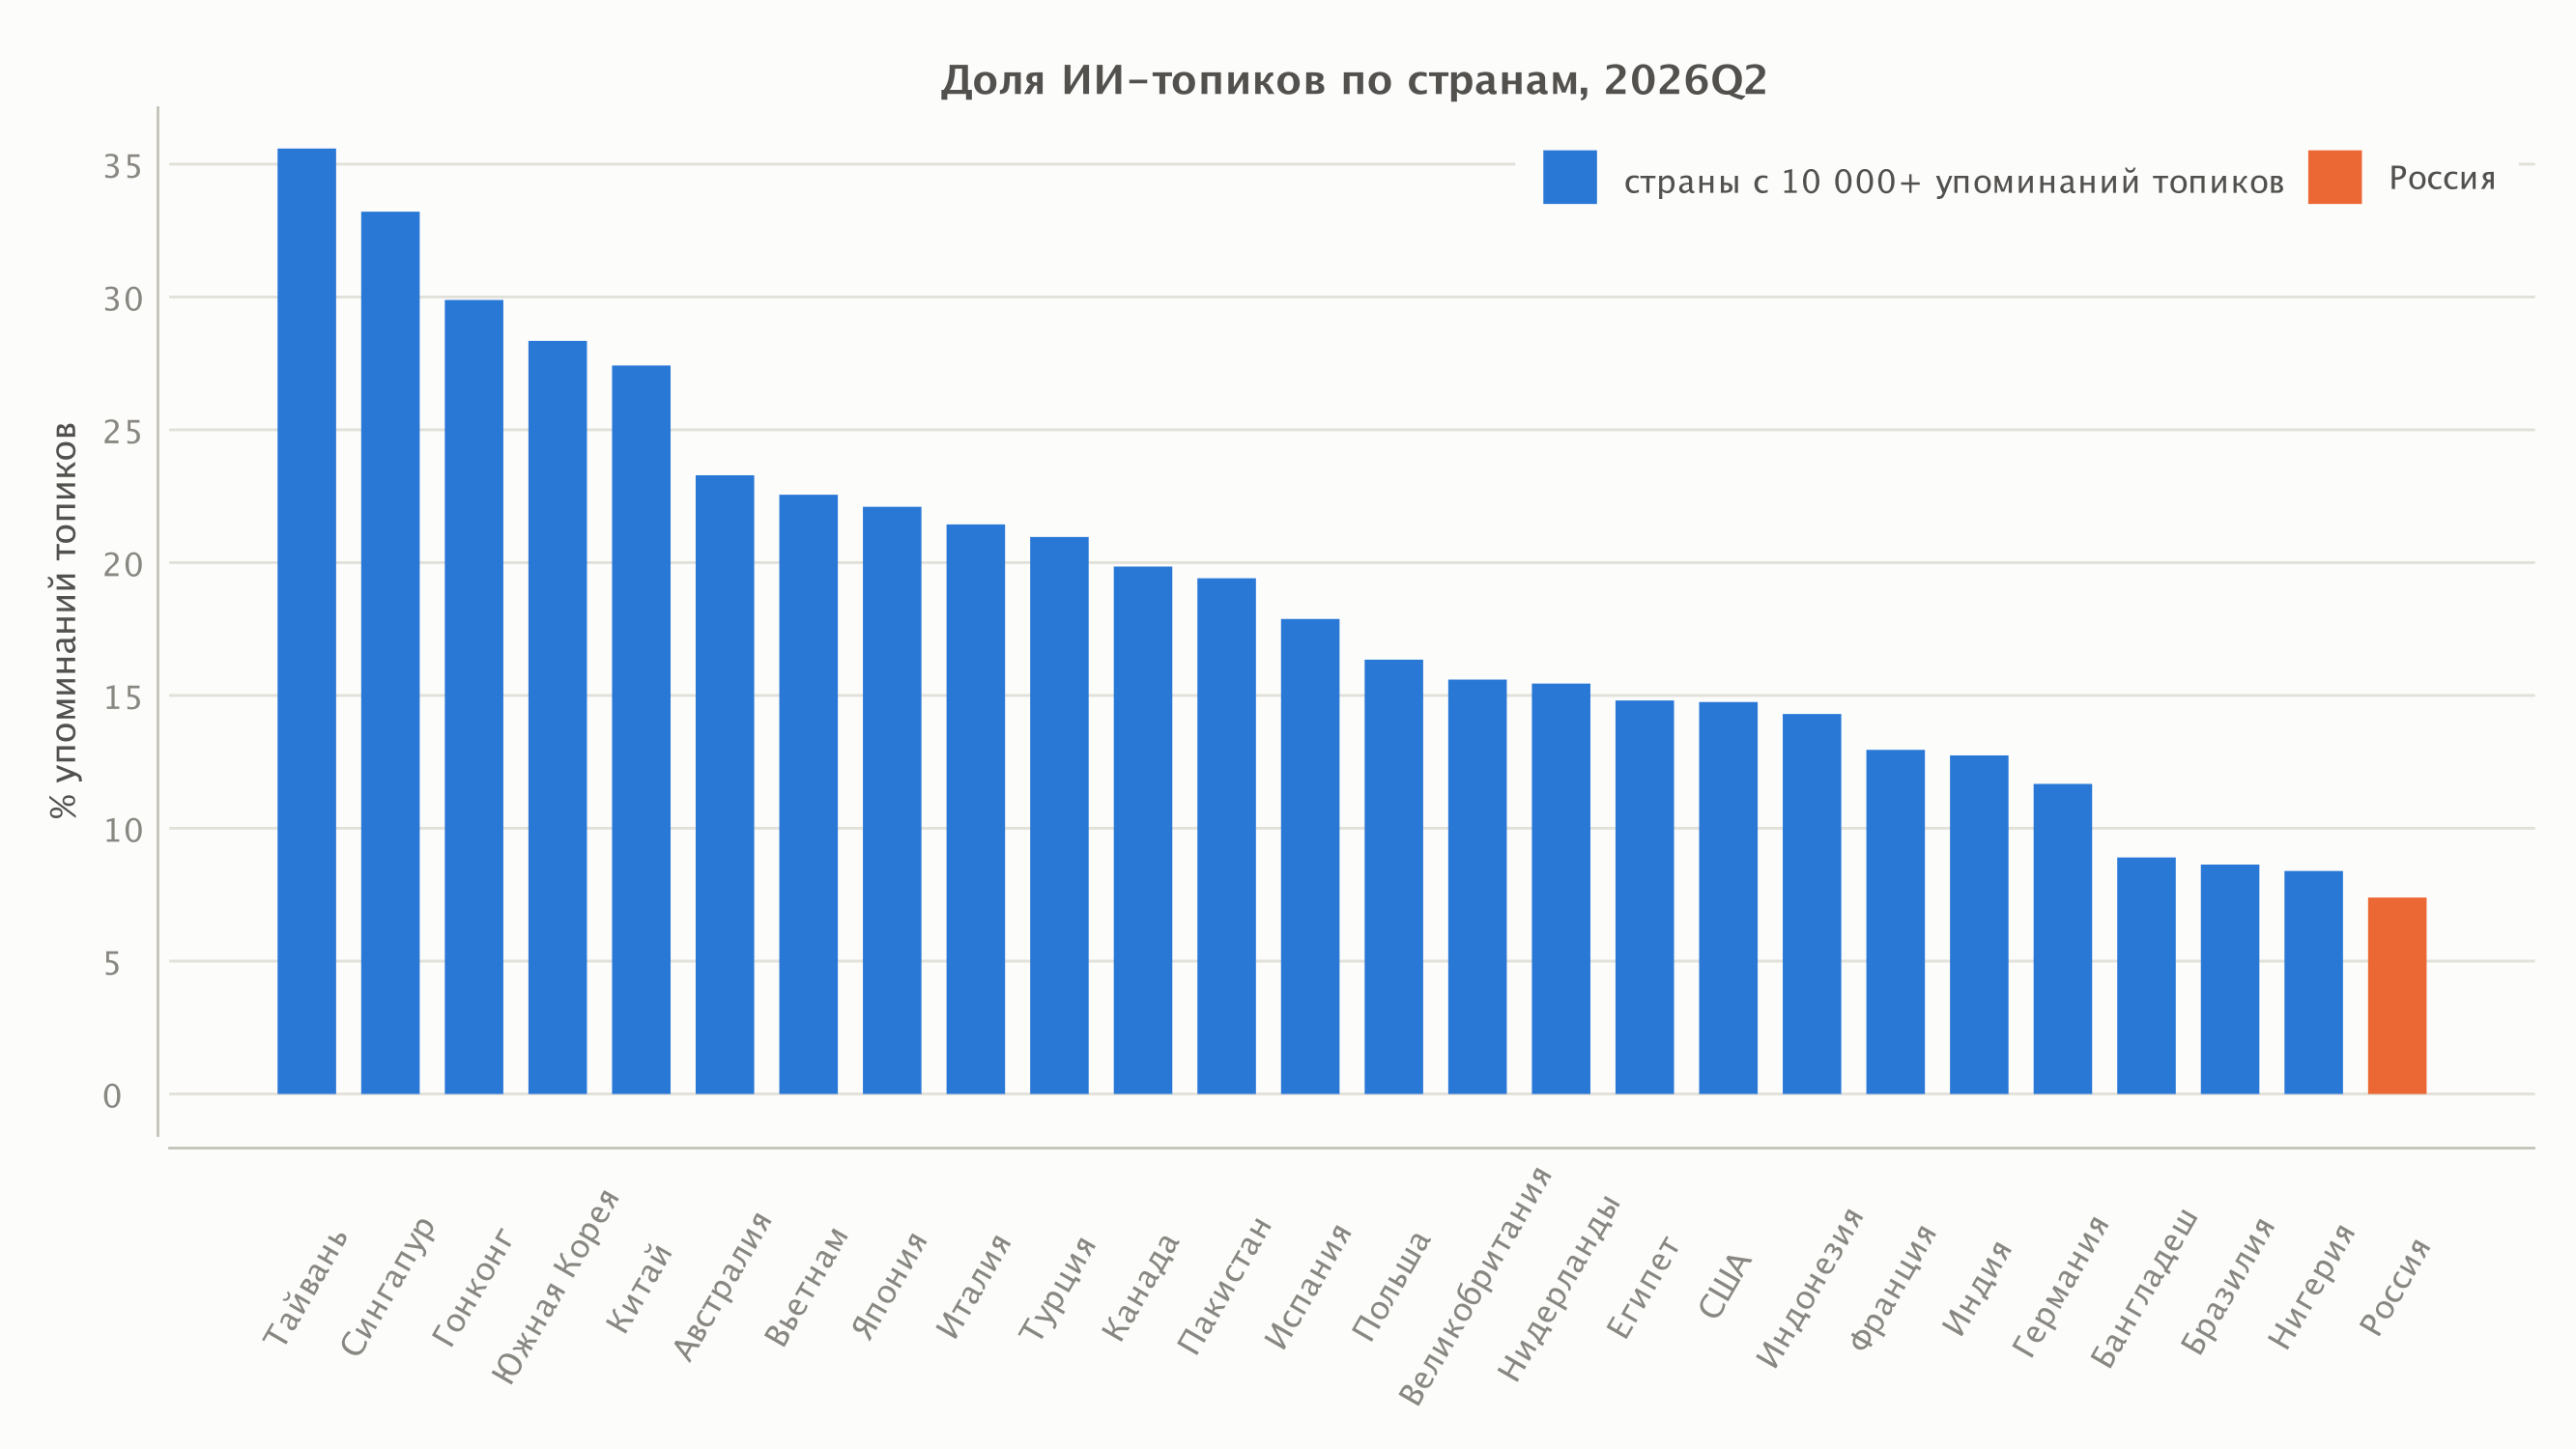 Доля ИИ-топиков по странам, 2026Q2
страны с 10 000+ упоминаний топиков
Россия
% упоминаний топиков
35
30
25
20
15
10
5
0
Тайвань
Сингапур
Гонконг
Южная Корея
Китай
Австралия
Вьетнам
Япония
Италия
Турция
Канада
Пакистан
Испания
Польша
Великобритания
Нидерланды
Египет
США
Индонезия
Франция
Индия
Германия
Бангладеш
Бразилия
Нигерия
Россия